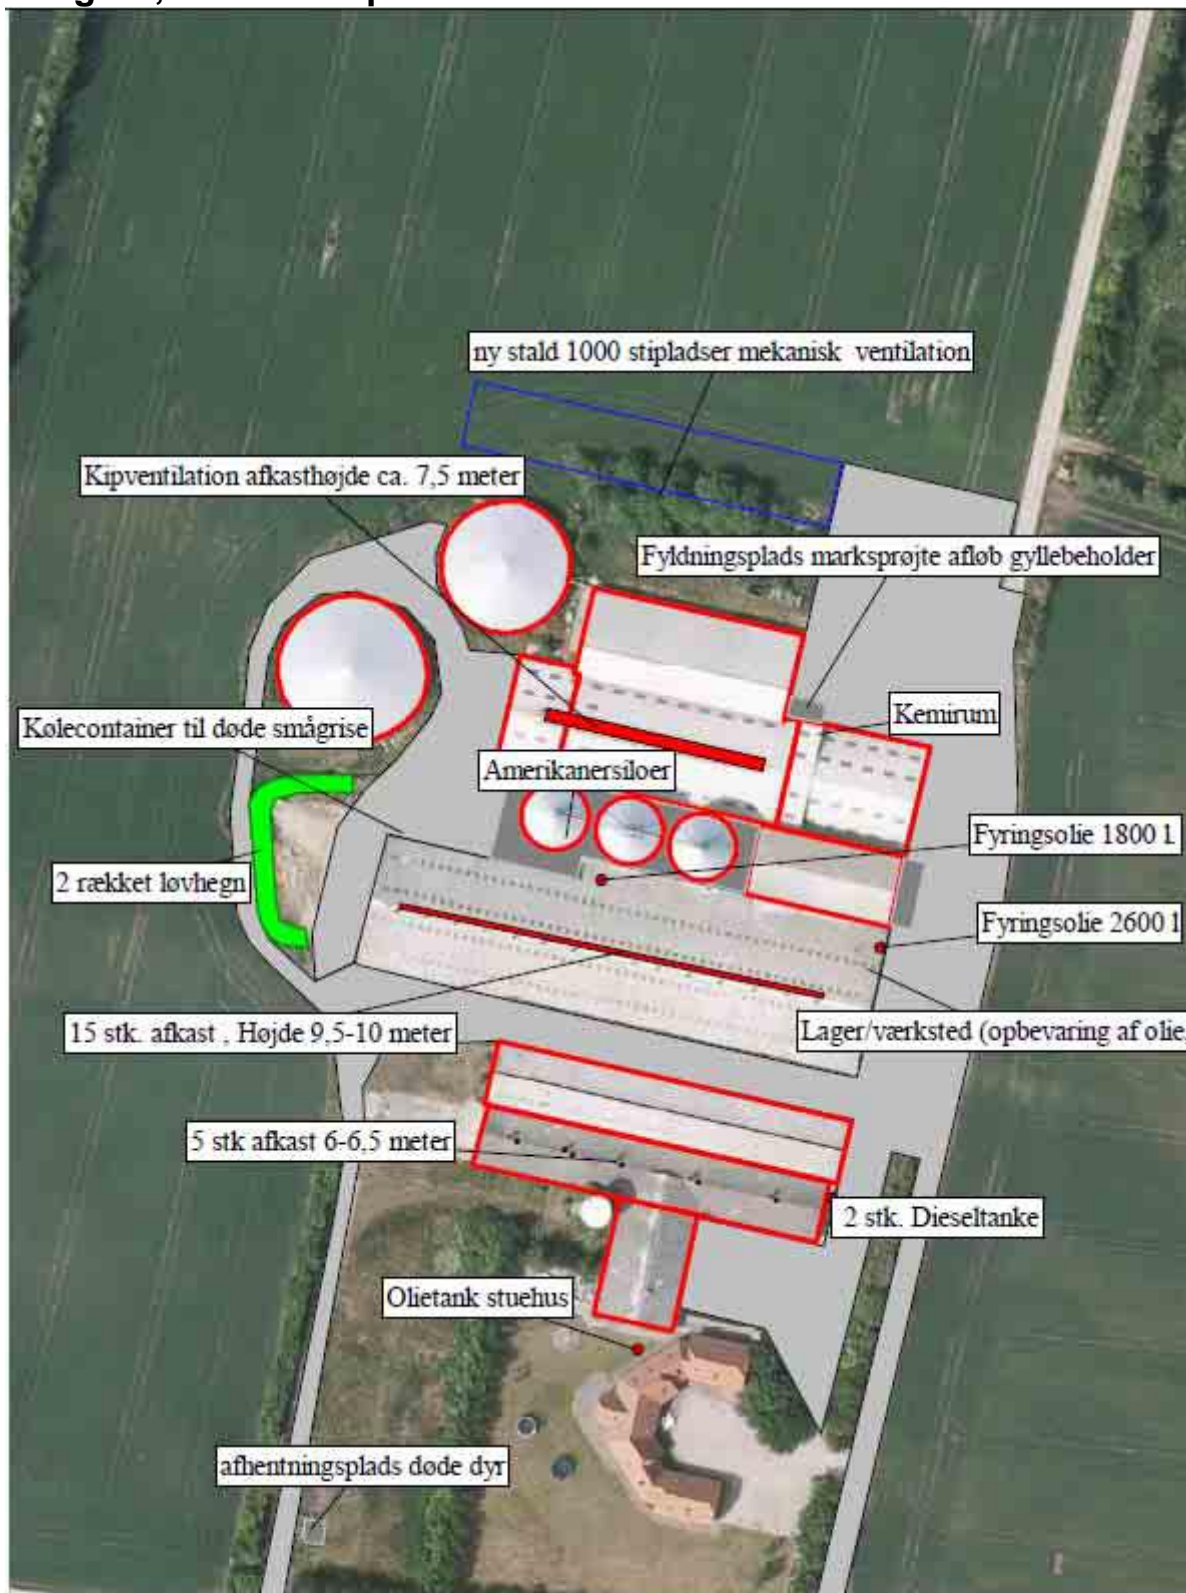 ny stald 1000 stipladser mekanisk ventilation
Kipventilation afkasthøjde ca. 7,5 meter
Fyldningsplads marksprøjte afløb gyllebeholder
Kemirum
Kølecontainer til døde smågrise
Amerikanersiloer
Fyringsolie 1800 l.
2 rækket løvhegn
Fyringsolie 2600 l
15 stk. afkast , Højde 9,5-10 meter
Lager/værksted (opbevaring af olie,
5 stk afkast 6-6,5 meter
2 stk. Dieseltanke
Olietank stuehus
afhentningsplads døde dyr